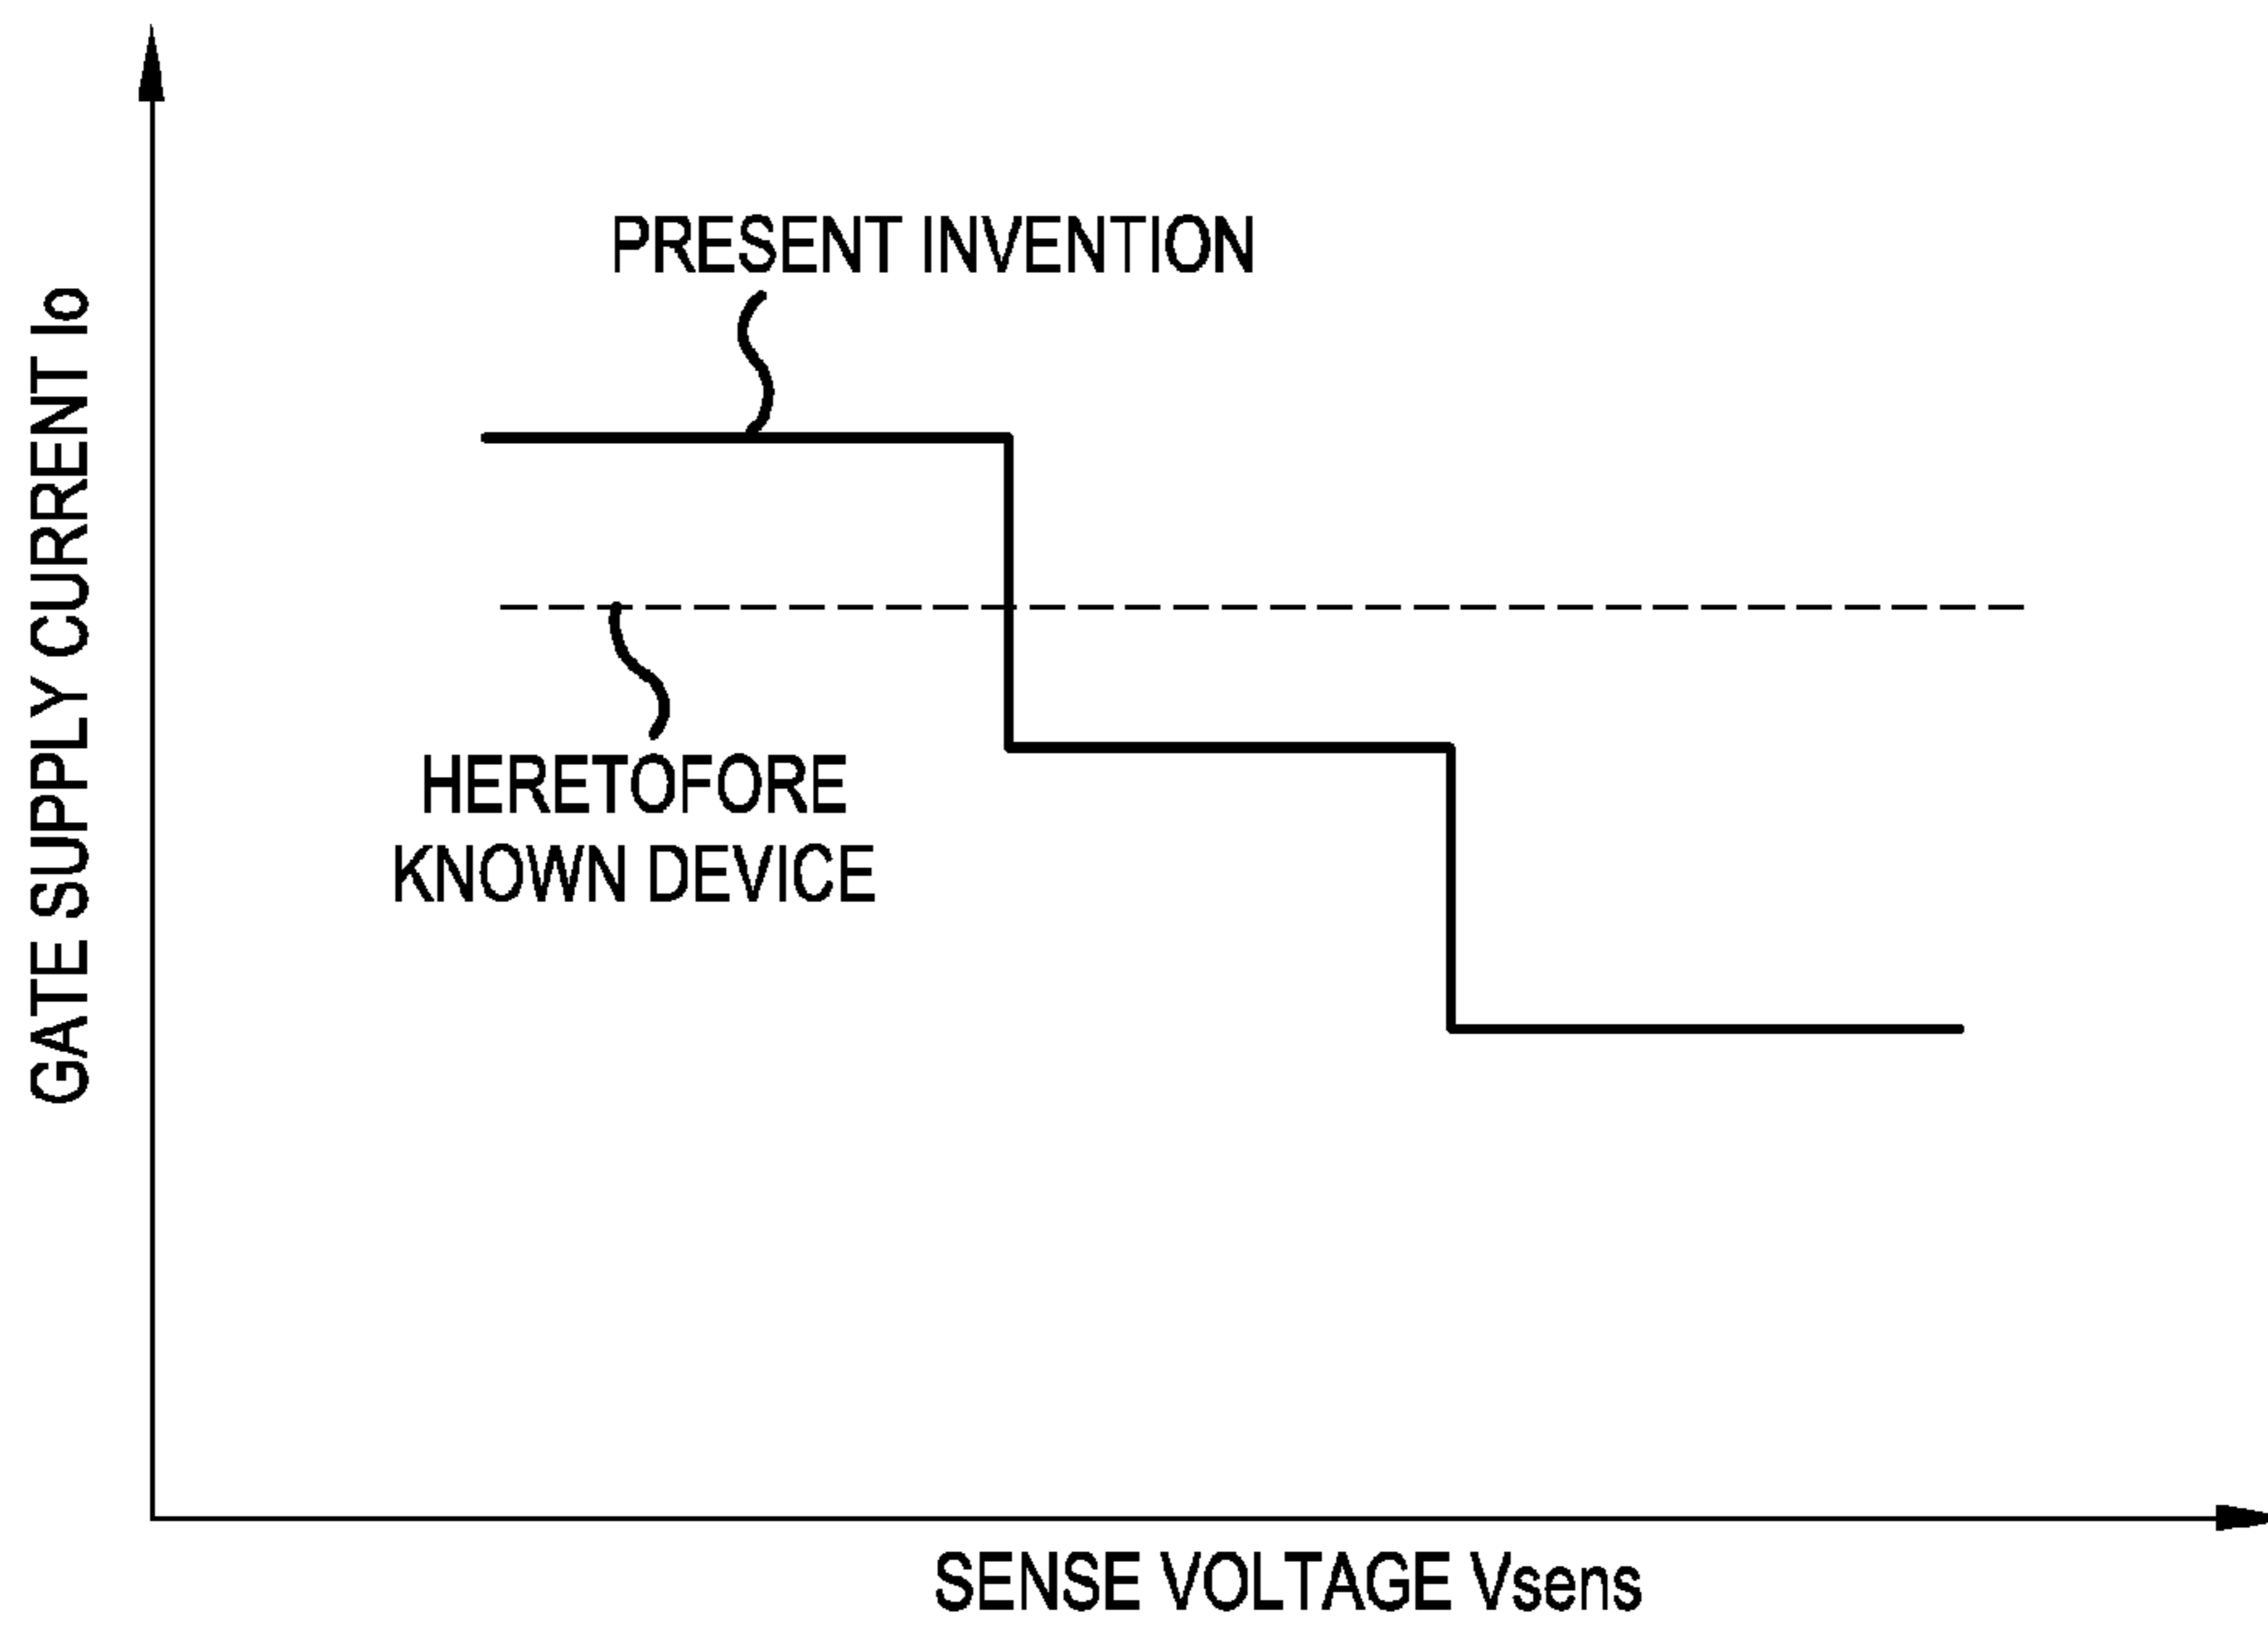 PRESENT INVENTION
GATE SUPPLY CURRENT Io
HERETOFORE
KNOWN DEVICE
SENSE VOLTAGE Vsens